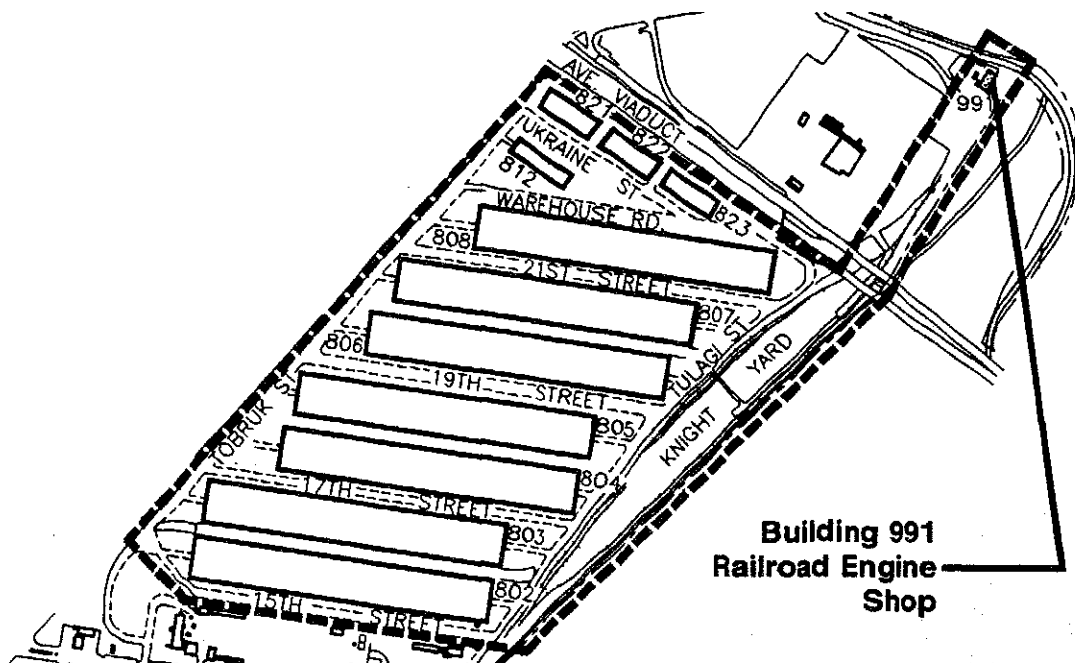 AVE. VIADUCT
821
UKRAINE ST.
822
812
823
WAREHOUSE RD.
991
808
21ST STREET
807
806
TULAGI ST.
YARD
19TH STREET
TOBRUK ST.
805
KNIGHT
804
17TH STREET
803
802
15TH STREET
Building 991
Railroad Engine
Shop